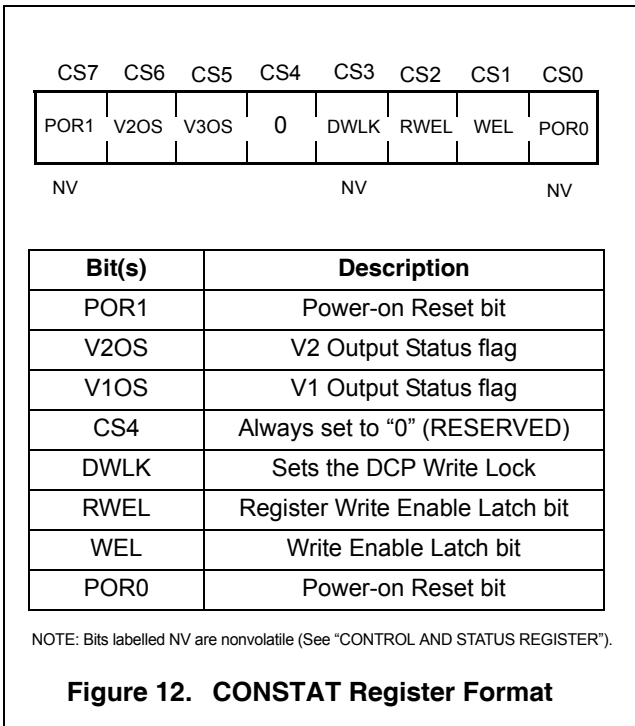 CS7 CS6 CS5 CS4 CS3 CS2 CS1 CS0
POR1 V2OS V3OS 0 DWLK RWEL WEL POR0
NV NV NV
Bit(s) Description
POR1 Power-on Reset bit
V2OS V2 Output Status flag
V1OS V1 Output Status flag
CS4 Always set to “0” (RESERVED)
DWLK Sets the DCP Write Lock
RWEL Register Write Enable Latch bit
WEL Write Enable Latch bit
POR0 Power-on Reset bit
NOTE: Bits labelled NV are nonvolatile (See “CONTROL AND STATUS REGISTER”).
Figure 12. CONSTAT Register Format